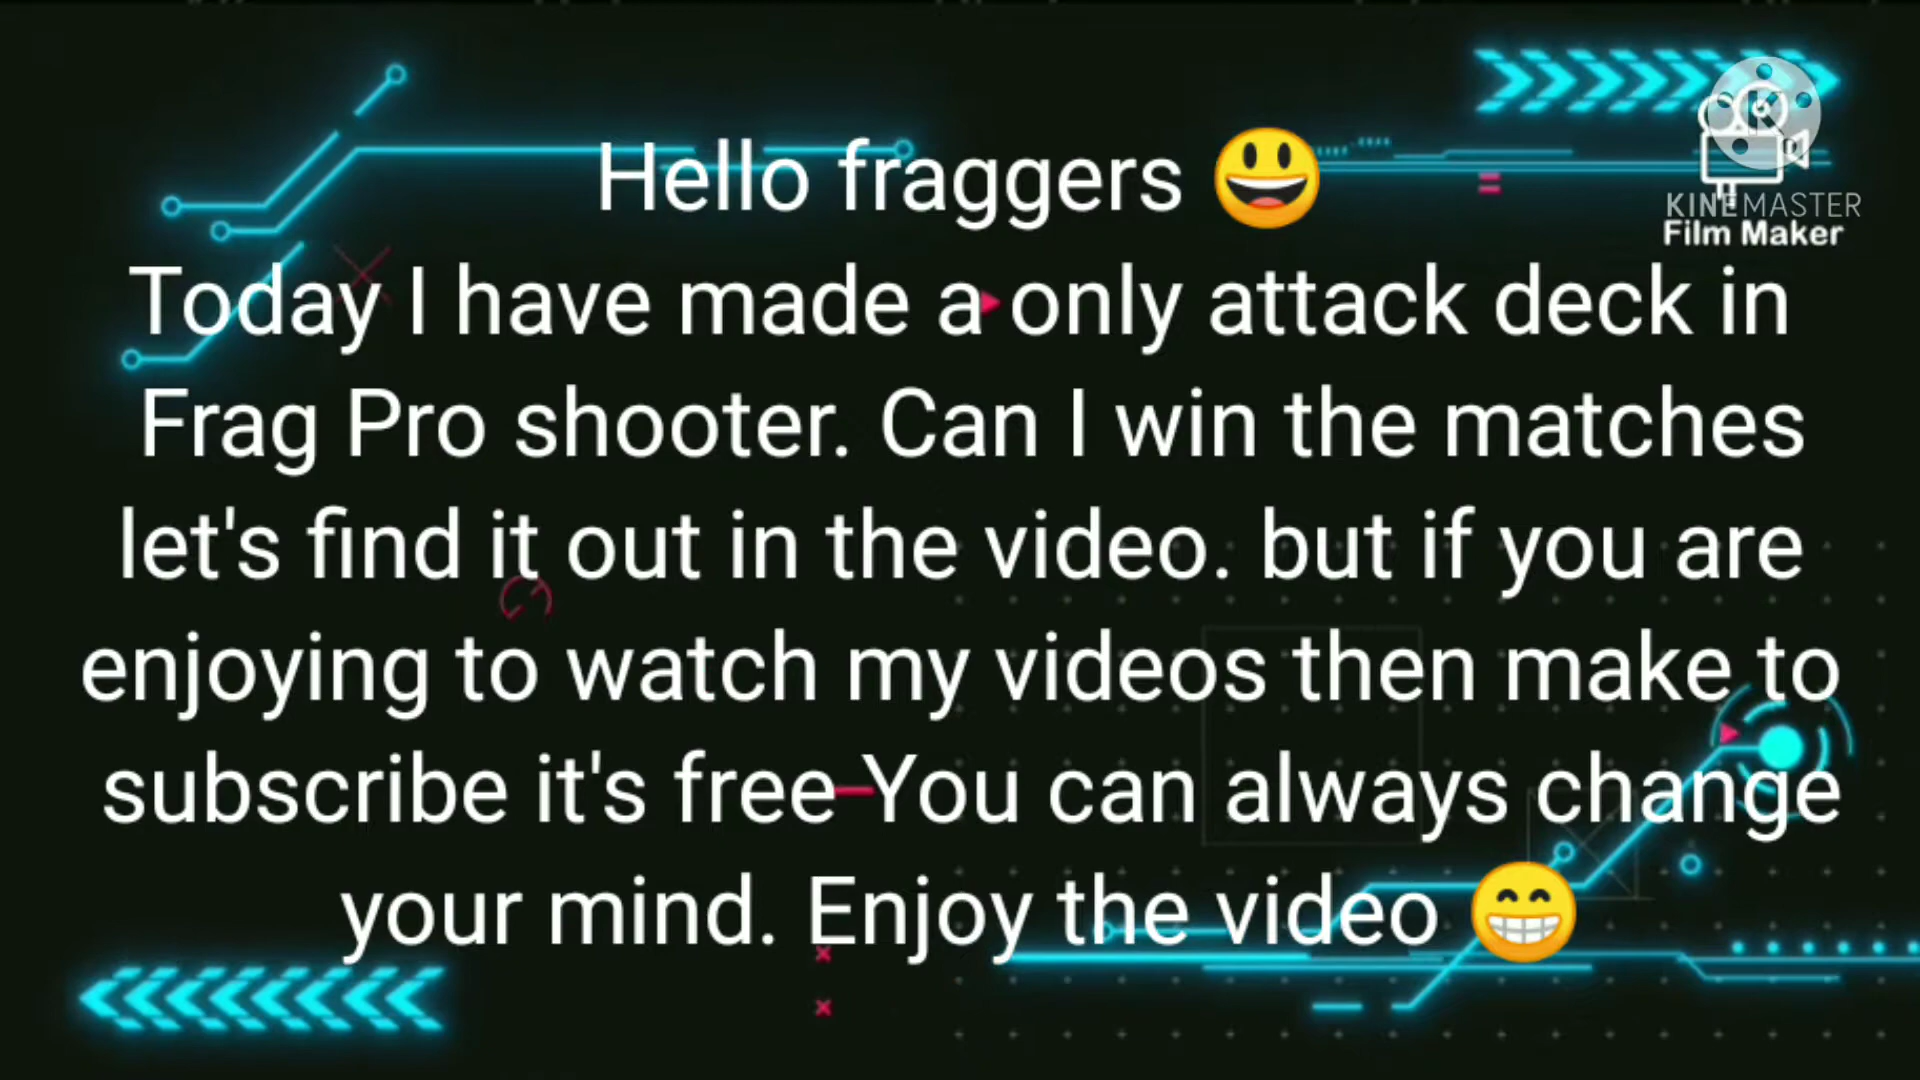 Hello fraggers 😃
Today I have made a only attack deck in
Frag Pro shooter. Can I win the matches
let's find it out in the video. but if you are
enjoying to watch my videos then make to
subscribe it's free You can always change
your mind. Enjoy the video 😁
KINEMASTER
Film Maker